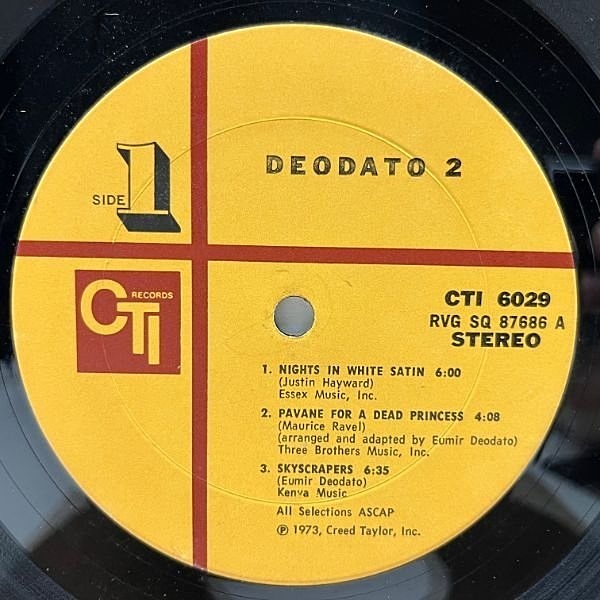 DEODATO 2
SIDE 1
CTI RECORDS
CTI 6029
RVG SQ 87686 A
STEREO
1. NIGHTS IN WHITE SATIN 6:00
(Justin Hayward)
Essex Music, Inc.
2. PAVANE FOR A DEAD PRINCESS 4:08
(Maurice Ravel)
(arranged and adapted by Eumir Deodato)
Three Brothers Music, Inc.
3. SKYSCRAPERS 6:35
(Eumir Deodato)
Kenya Music
All Selections ASCAP
℗ 1973, Creed Taylor, Inc.